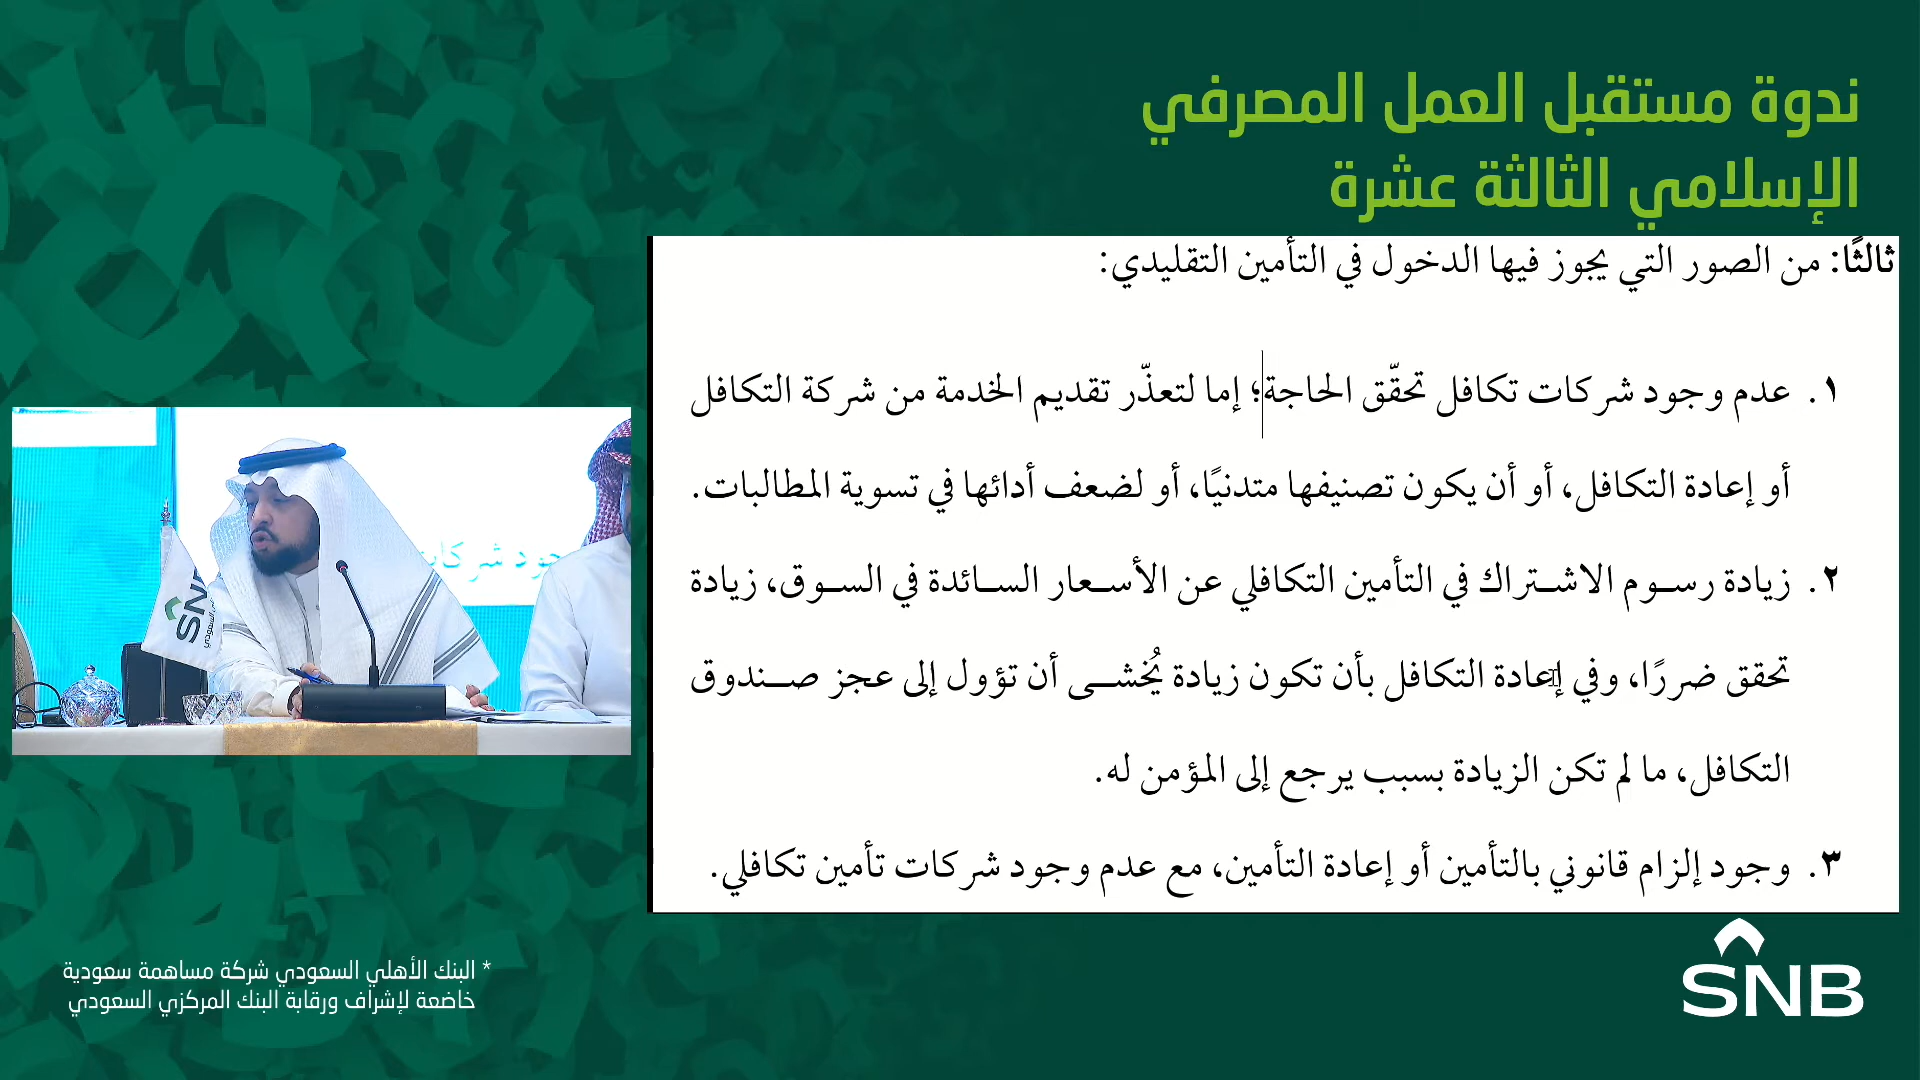 ندوة مستقبل العمل المصرفي
الإسلامي الثالثة عشرة
ثالثًا: من الصور التي يجوز فيها الدخول في التأمين التقليدي:
١. عدم وجود شركات تكافل تحقّق الحاجة؛ إما لتعذّر تقديم الخدمة من شركة التكافل
أو إعادة التكافل، أو أن يكون تصنيفها متدنيًا، أو لضعف أدائها في تسوية المطالبات.
٢. زيادة رسوم الاشتراك في التأمين التكافلي عن الأسعار السائدة في السوق، زيادة
تحقق ضررًا، وفي إعادة التكافل بأن تكون زيادة يُخشى أن تؤول إلى عجز صندوق
التكافل، ما لم تكن الزيادة بسبب يرجع إلى المؤمن له.
٣. وجود إلزام قانوني بالتأمين أو إعادة التأمين، مع عدم وجود شركات تأمين تكافلي.
جود شركات
SNB
* البنك الأهلي السعودي شركة مساهمة سعودية
خاضعة لإشراف ورقابة البنك المركزي السعودي
SNB